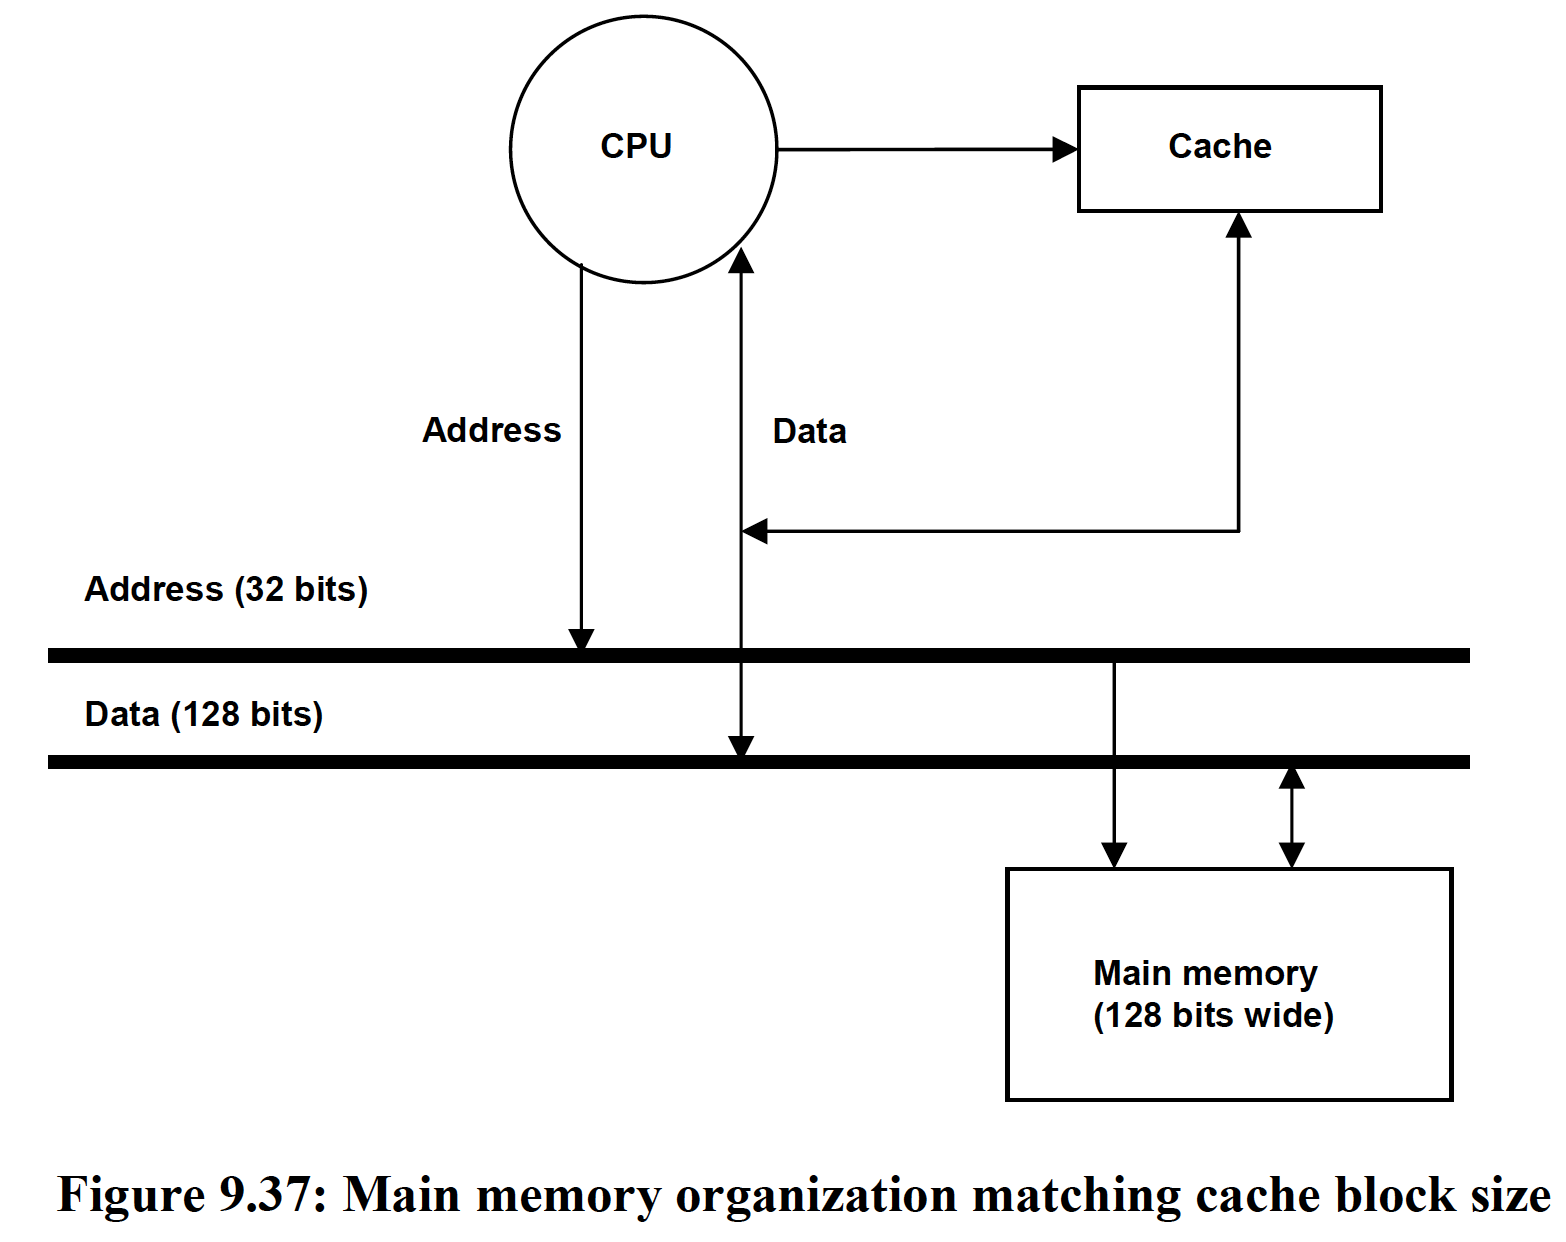 CPU
Cache
Address
Data
Address (32 bits)
Data (128 bits)
Main memory
(128 bits wide)
Figure 9.37: Main memory organization matching cache block size